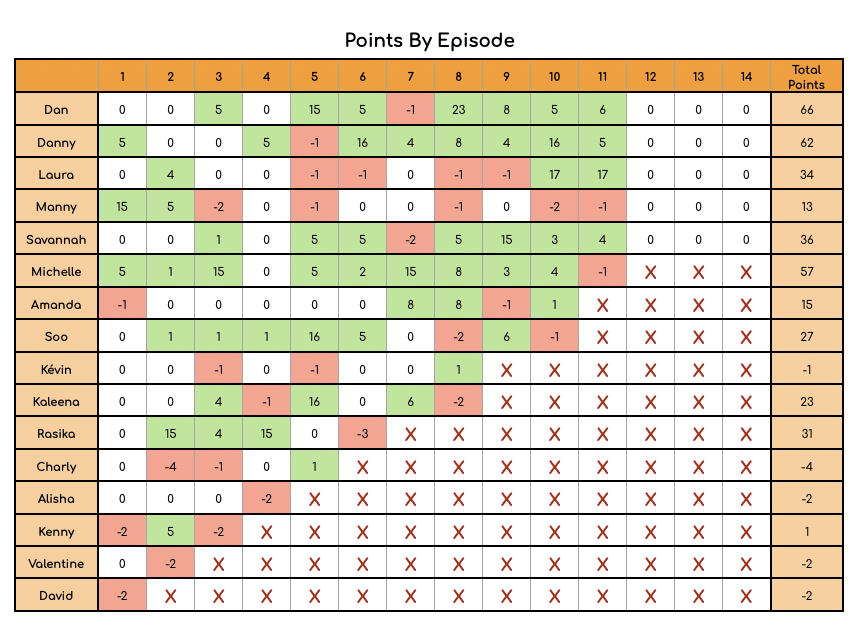 Points By Episode
1 2 3 4 5 6 7 8 9 10 11 12 13 14 Total Points
Dan 0 0 5 0 15 5 -1 23 8 5 6 0 0 0 66
Danny 5 0 0 5 -1 16 4 8 4 16 5 0 0 0 62
Laura 0 4 0 0 -1 -1 0 -1 -1 17 17 0 0 0 34
Manny 15 5 -2 0 -1 0 0 -1 0 -2 -1 0 0 0 13
Savannah 0 0 1 0 5 5 -2 5 15 3 4 0 0 0 36
Michelle 5 1 15 0 5 2 15 8 3 4 -1 X X X 57
Amanda -1 0 0 0 0 0 8 8 -1 1 X X X X 15
Soo 0 1 1 1 16 5 0 -2 6 -1 X X X X 27
Kévin 0 0 -1 0 -1 0 0 1 X X X X X X -1
Kaleena 0 0 4 -1 16 0 6 -2 X X X X X X 23
Rasika 0 15 4 15 0 -3 X X X X X X X X 31
Charly 0 -4 -1 0 1 X X X X X X X X X -4
Alisha 0 0 0 -2 X X X X X X X X X X -2
Kenny -2 5 -2 X X X X X X X X X X X 1
Valentine 0 -2 X X X X X X X X X X X X -2
David -2 X X X X X X X X X X X X X -2